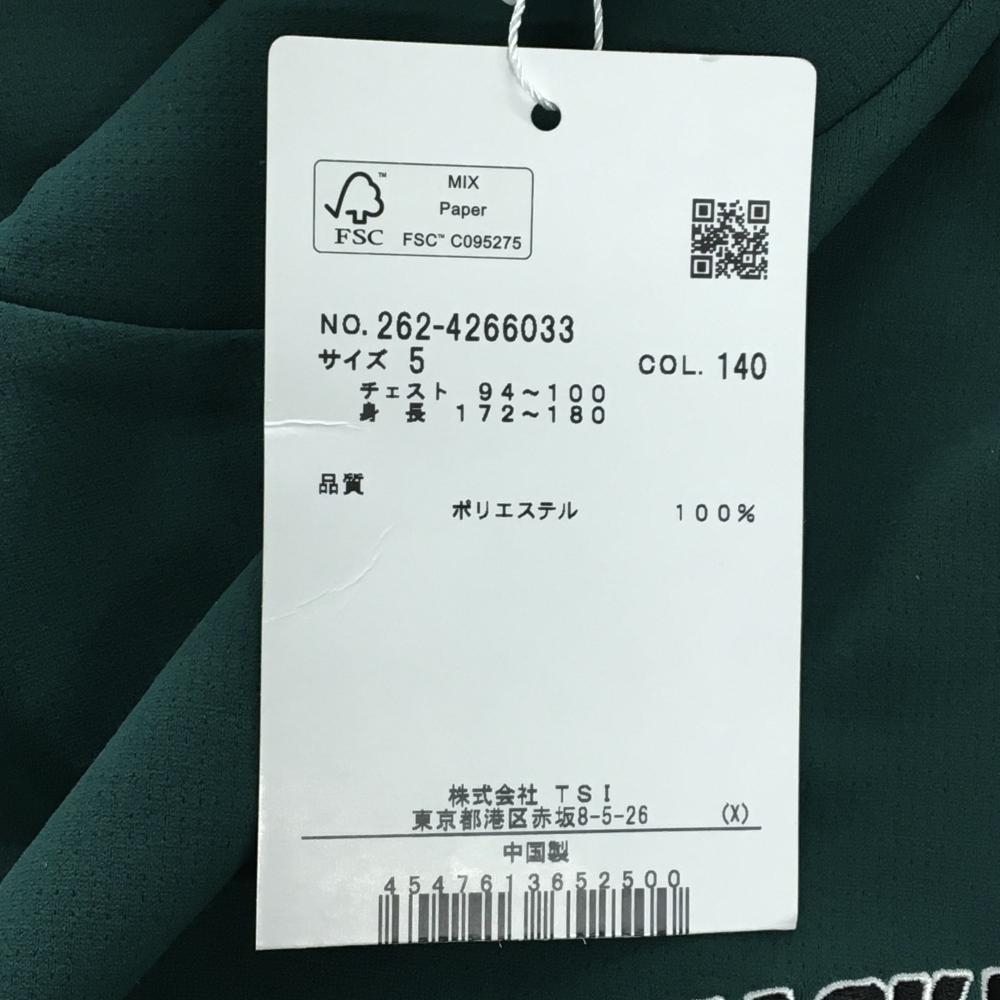 MIX
Paper
FSC™ C095275
™
FSC
NO. 262-4266033
サイズ 5 COL. 140
チェスト 94～100
身長 172～180
品質
ポリエステル 100%
株式会社 TSI
東京都港区赤坂8-5-26 (X)
中国製
4547613652500